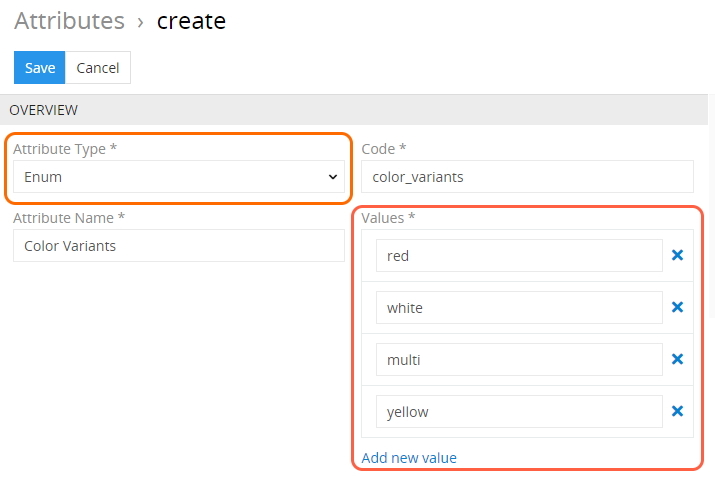 Attributes › create
Save Cancel
OVERVIEW
Attribute Type * Code *
Enum color_variants
Attribute Name * Values *
Color Variants red
white
multi
yellow
Add new value